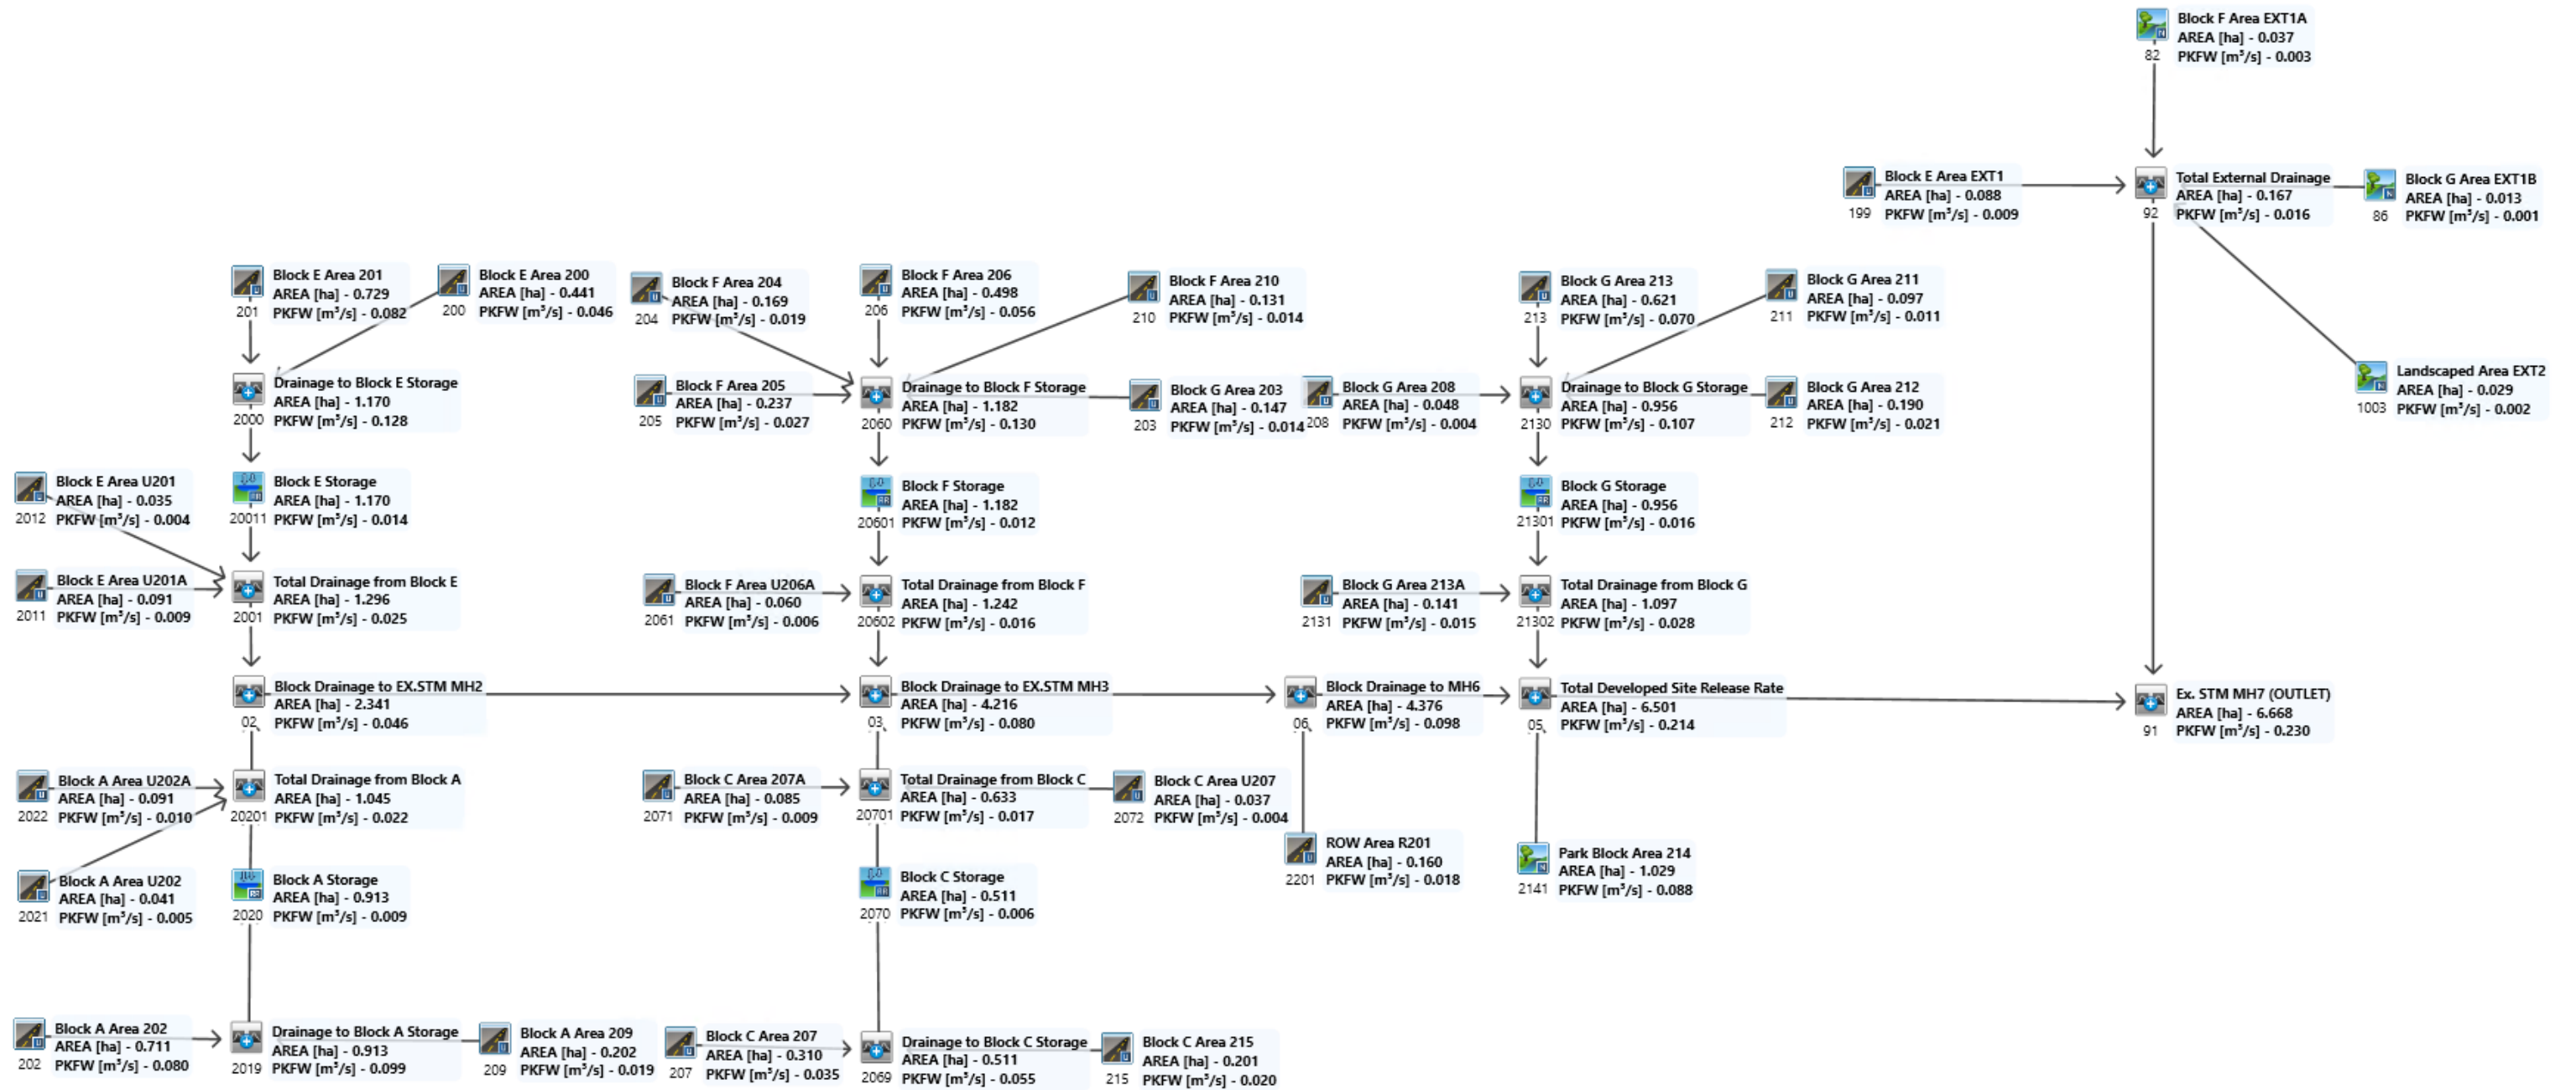 Block F Area EXT1A
AREA [ha] - 0.037
PKFW [m³/s] - 0.003
82
Block E Area EXT1
AREA [ha] - 0.088
PKFW [m³/s] - 0.009
199
Total External Drainage
AREA [ha] - 0.167
PKFW [m³/s] - 0.016
92
Block G Area EXT1B
AREA [ha] - 0.013
PKFW [m³/s] - 0.001
86
Block E Area 201
AREA [ha] - 0.729
PKFW [m³/s] - 0.082
201
Block E Area 200
AREA [ha] - 0.441
PKFW [m³/s] - 0.046
200
Block F Area 204
AREA [ha] - 0.169
PKFW [m³/s] - 0.019
204
Block F Area 206
AREA [ha] - 0.498
PKFW [m³/s] - 0.056
206
Block F Area 210
AREA [ha] - 0.131
PKFW [m³/s] - 0.014
210
Block G Area 213
AREA [ha] - 0.621
PKFW [m³/s] - 0.070
213
Block G Area 211
AREA [ha] - 0.097
PKFW [m³/s] - 0.011
211
Landscaped Area EXT2
AREA [ha] - 0.029
PKFW [m³/s] - 0.002
1003
Drainage to Block E Storage
AREA [ha] - 1.170
PKFW [m³/s] - 0.128
2000
Block F Area 205
AREA [ha] - 0.237
PKFW [m³/s] - 0.027
205
Drainage to Block F Storage
AREA [ha] - 1.182
PKFW [m³/s] - 0.130
2060
Block G Area 203
AREA [ha] - 0.147
PKFW [m³/s] - 0.014
203
Block G Area 208
AREA [ha] - 0.048
PKFW [m³/s] - 0.004
208
Drainage to Block G Storage
AREA [ha] - 0.956
PKFW [m³/s] - 0.107
2130
Block G Area 212
AREA [ha] - 0.190
PKFW [m³/s] - 0.021
212
Block E Area U201
AREA [ha] - 0.035
PKFW [m³/s] - 0.004
2012
Block E Storage
AREA [ha] - 1.170
PKFW [m³/s] - 0.014
20011
Block F Storage
AREA [ha] - 1.182
PKFW [m³/s] - 0.012
20601
Block G Storage
AREA [ha] - 0.956
PKFW [m³/s] - 0.016
21301
Block E Area U201A
AREA [ha] - 0.091
PKFW [m³/s] - 0.009
2011
Total Drainage from Block E
AREA [ha] - 1.296
PKFW [m³/s] - 0.025
2001
Block F Area U206A
AREA [ha] - 0.060
PKFW [m³/s] - 0.006
2061
Total Drainage from Block F
AREA [ha] - 1.242
PKFW [m³/s] - 0.016
20602
Block G Area 213A
AREA [ha] - 0.141
PKFW [m³/s] - 0.015
2131
Total Drainage from Block G
AREA [ha] - 1.097
PKFW [m³/s] - 0.028
21302
Block Drainage to EX.STM MH2
AREA [ha] - 2.341
PKFW [m³/s] - 0.046
02
Block Drainage to EX.STM MH3
AREA [ha] - 4.216
PKFW [m³/s] - 0.080
03
Block Drainage to MH6
AREA [ha] - 4.376
PKFW [m³/s] - 0.098
06
Total Developed Site Release Rate
AREA [ha] - 6.501
PKFW [m³/s] - 0.214
05
Ex. STM MH7 (OUTLET)
AREA [ha] - 6.668
PKFW [m³/s] - 0.230
91
Block A Area U202A
AREA [ha] - 0.091
PKFW [m³/s] - 0.010
2022
Total Drainage from Block A
AREA [ha] - 1.045
PKFW [m³/s] - 0.022
20201
Block C Area 207A
AREA [ha] - 0.085
PKFW [m³/s] - 0.009
2071
Total Drainage from Block C
AREA [ha] - 0.633
PKFW [m³/s] - 0.017
20701
Block C Area U207
AREA [ha] - 0.037
PKFW [m³/s] - 0.004
2072
ROW Area R201
AREA [ha] - 0.160
PKFW [m³/s] - 0.018
2201
Park Block Area 214
AREA [ha] - 1.029
PKFW [m³/s] - 0.088
2141
Block A Area U202
AREA [ha] - 0.041
PKFW [m³/s] - 0.005
2021
Block A Storage
AREA [ha] - 0.913
PKFW [m³/s] - 0.009
2020
Block C Storage
AREA [ha] - 0.511
PKFW [m³/s] - 0.006
2070
Block A Area 202
AREA [ha] - 0.711
PKFW [m³/s] - 0.080
202
Drainage to Block A Storage
AREA [ha] - 0.913
PKFW [m³/s] - 0.099
2019
Block A Area 209
AREA [ha] - 0.202
PKFW [m³/s] - 0.019
209
Block C Area 207
AREA [ha] - 0.310
PKFW [m³/s] - 0.035
207
Drainage to Block C Storage
AREA [ha] - 0.511
PKFW [m³/s] - 0.055
2069
Block C Area 215
AREA [ha] - 0.201
PKFW [m³/s] - 0.020
215